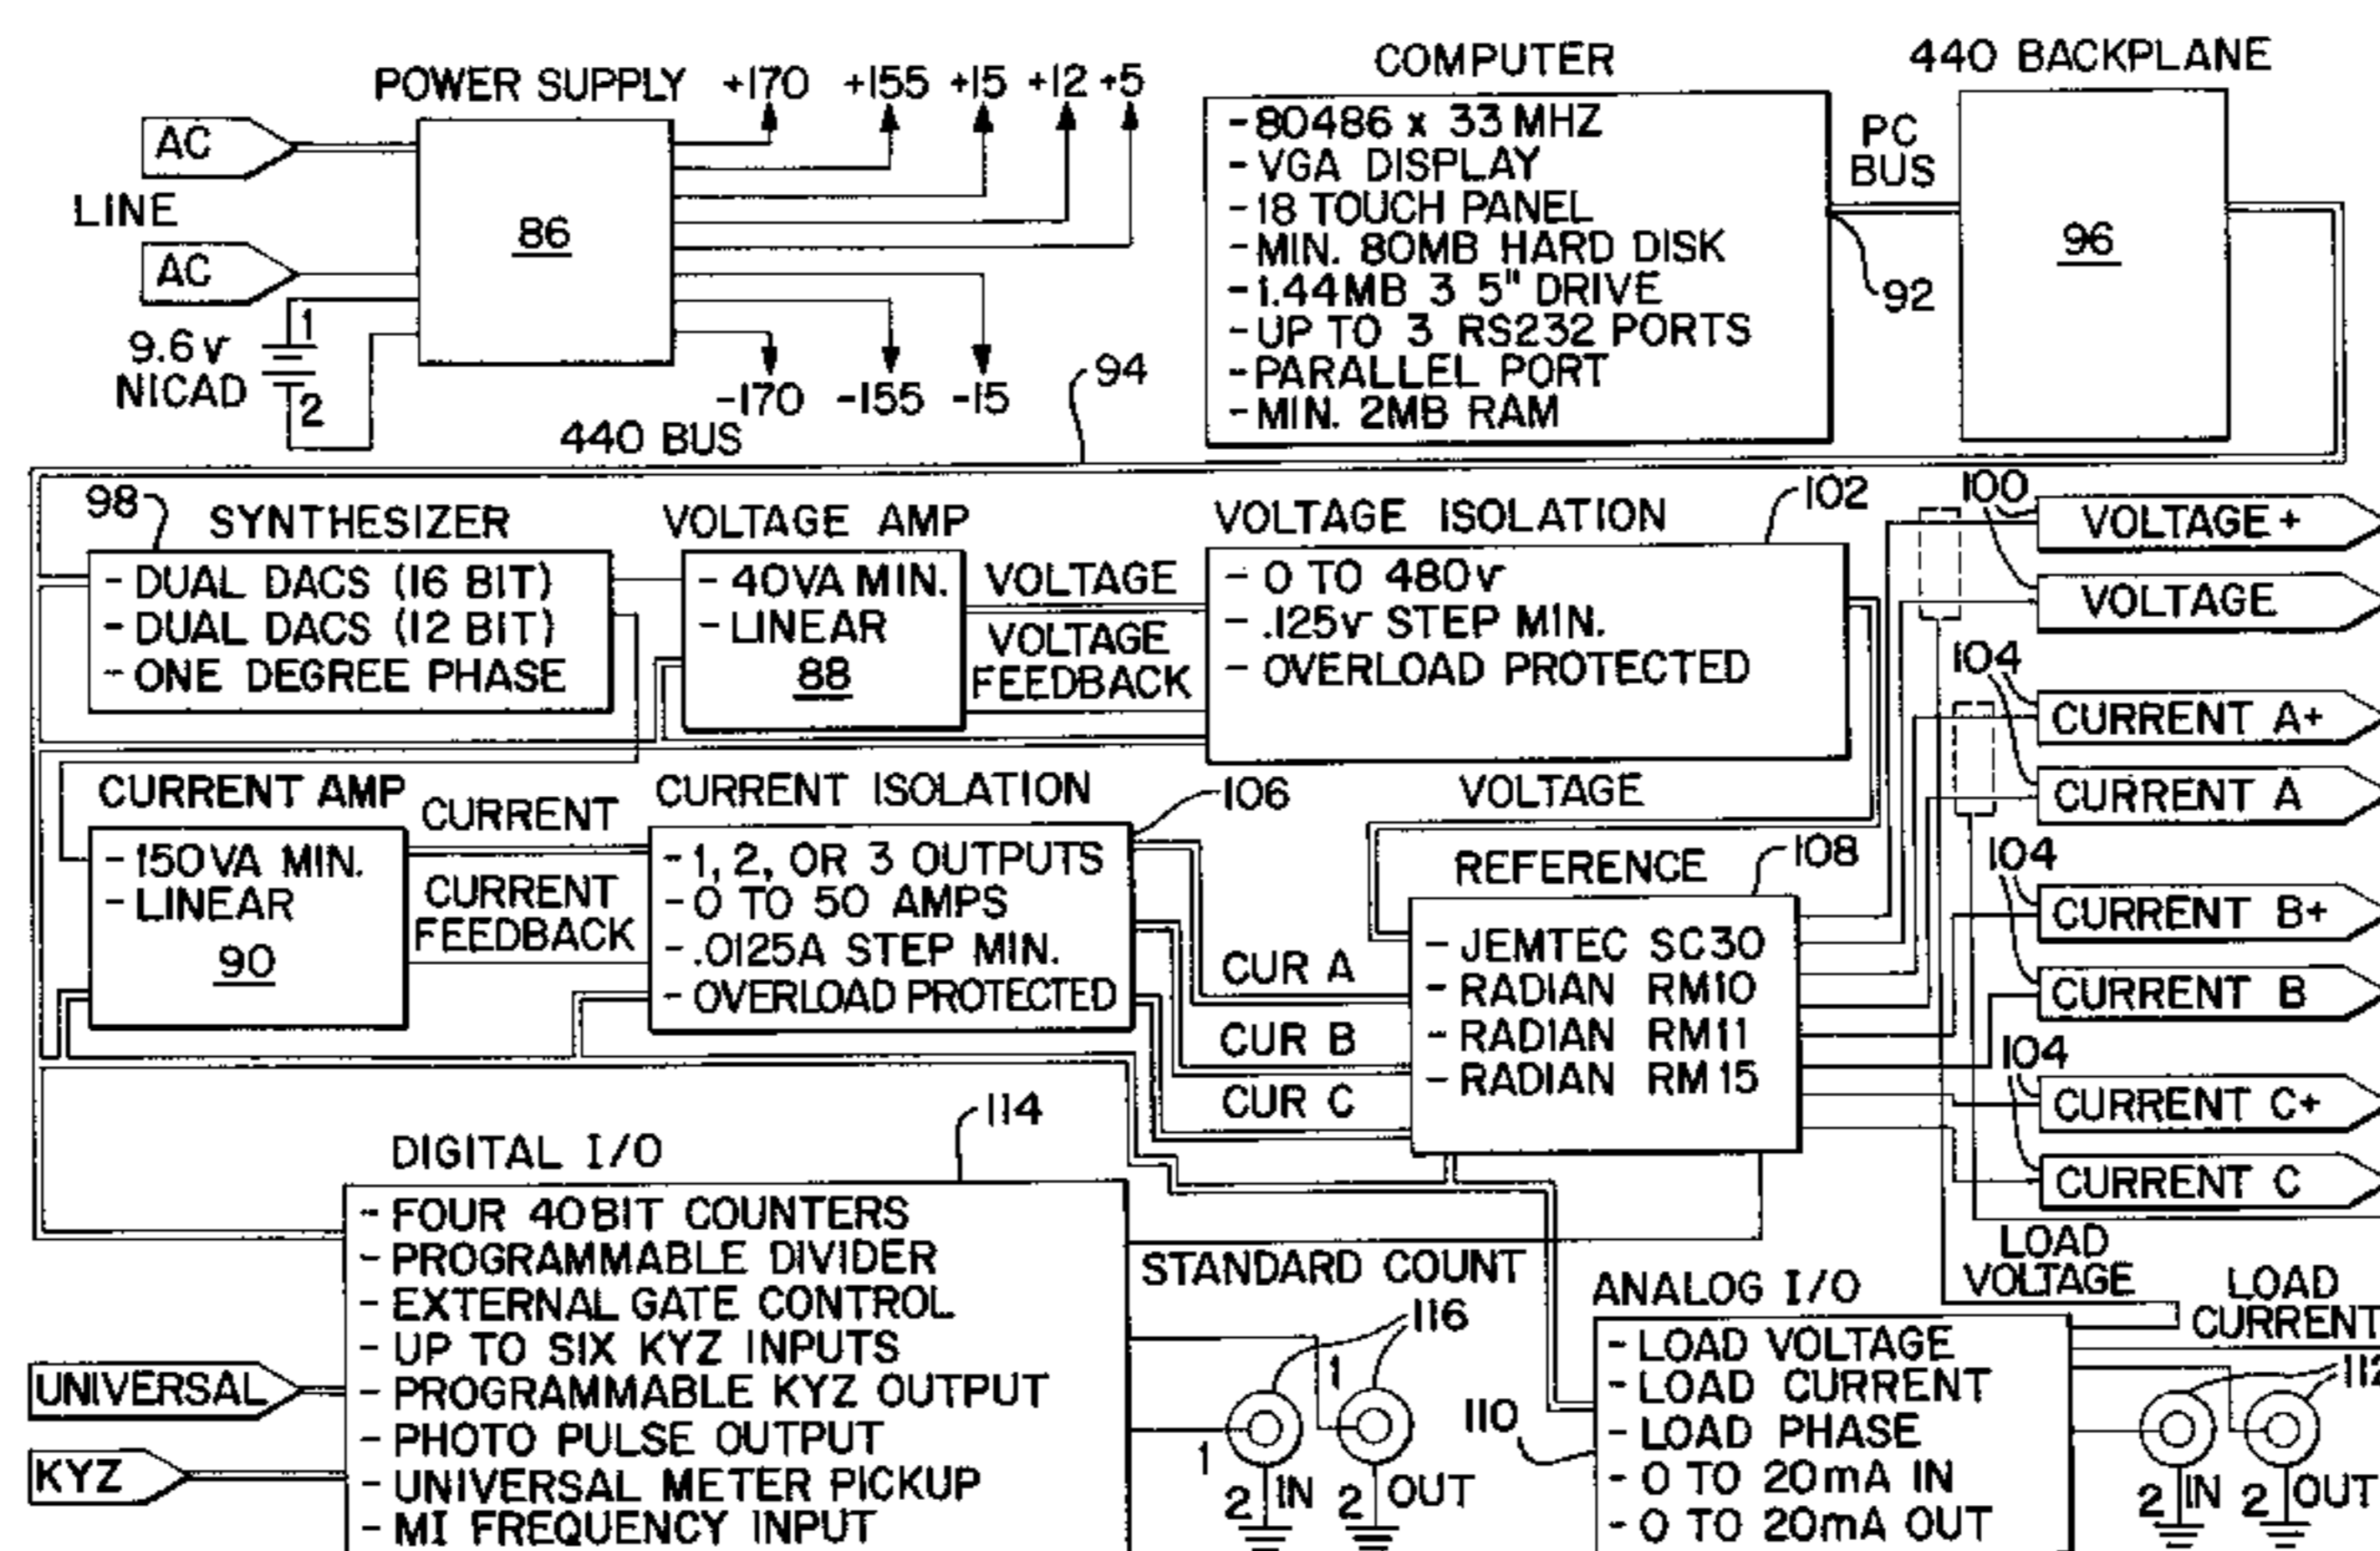 POWER SUPPLY
+170
+155
+15
+12
+5
AC
LINE
AC
86
9.6v
NICAD
1
2
-170
-155
-15
COMPUTER
-80486 x 33 MHZ
-VGA DISPLAY
-18 TOUCH PANEL
-MIN. 80MB HARD DISK
-1.44MB 3 5" DRIVE
-UP TO 3 RS232 PORTS
-PARALLEL PORT
-MIN. 2MB RAM
PC
BUS
92
440 BACKPLANE
96
440 BUS
94
98
SYNTHESIZER
- DUAL DACS (16 BIT)
- DUAL DACS (12 BIT)
- ONE DEGREE PHASE
VOLTAGE AMP
- 40VA MIN.
- LINEAR
88
VOLTAGE
VOLTAGE
FEEDBACK
VOLTAGE ISOLATION
102
- 0 TO 480v
- .125v STEP MIN.
- OVERLOAD PROTECTED
100
VOLTAGE +
VOLTAGE
104
CURRENT A+
CURRENT A
104
CURRENT B+
CURRENT B
104
CURRENT C+
CURRENT C
CURRENT AMP
- 150VA MIN.
- LINEAR
90
CURRENT
CURRENT
FEEDBACK
CURRENT ISOLATION
106
- 1, 2, OR 3 OUTPUTS
- 0 TO 50 AMPS
- .0125A STEP MIN.
- OVERLOAD PROTECTED
VOLTAGE
CUR A
CUR B
CUR C
REFERENCE
108
- JEMTEC SC30
- RADIAN RM10
- RADIAN RM11
- RADIAN RM15
DIGITAL I/O
114
- FOUR 40BIT COUNTERS
- PROGRAMMABLE DIVIDER
- EXTERNAL GATE CONTROL
- UP TO SIX KYZ INPUTS
- PROGRAMMABLE KYZ OUTPUT
- PHOTO PULSE OUTPUT
- UNIVERSAL METER PICKUP
- MI FREQUENCY INPUT
UNIVERSAL
KYZ
STANDARD COUNT
116
1
1
2 IN
2 OUT
LOAD
VOLTAGE
LOAD
CURRENT
ANALOG I/O
110
- LOAD VOLTAGE
- LOAD CURRENT
- LOAD PHASE
- 0 TO 20mA IN
- 0 TO 20mA OUT
112
2 IN
2 OUT